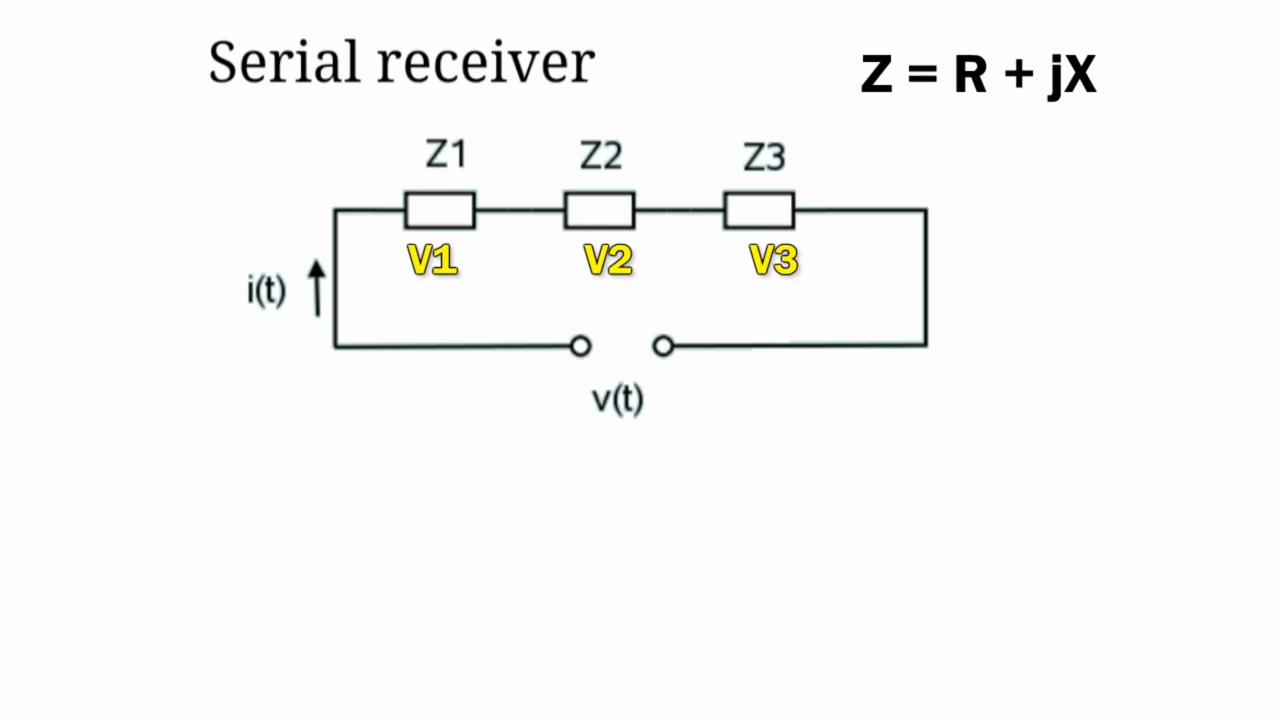 Serial receiver
Z = R + jX
Z1 Z2 Z3
V1 V2 V3
i(t)
v(t)